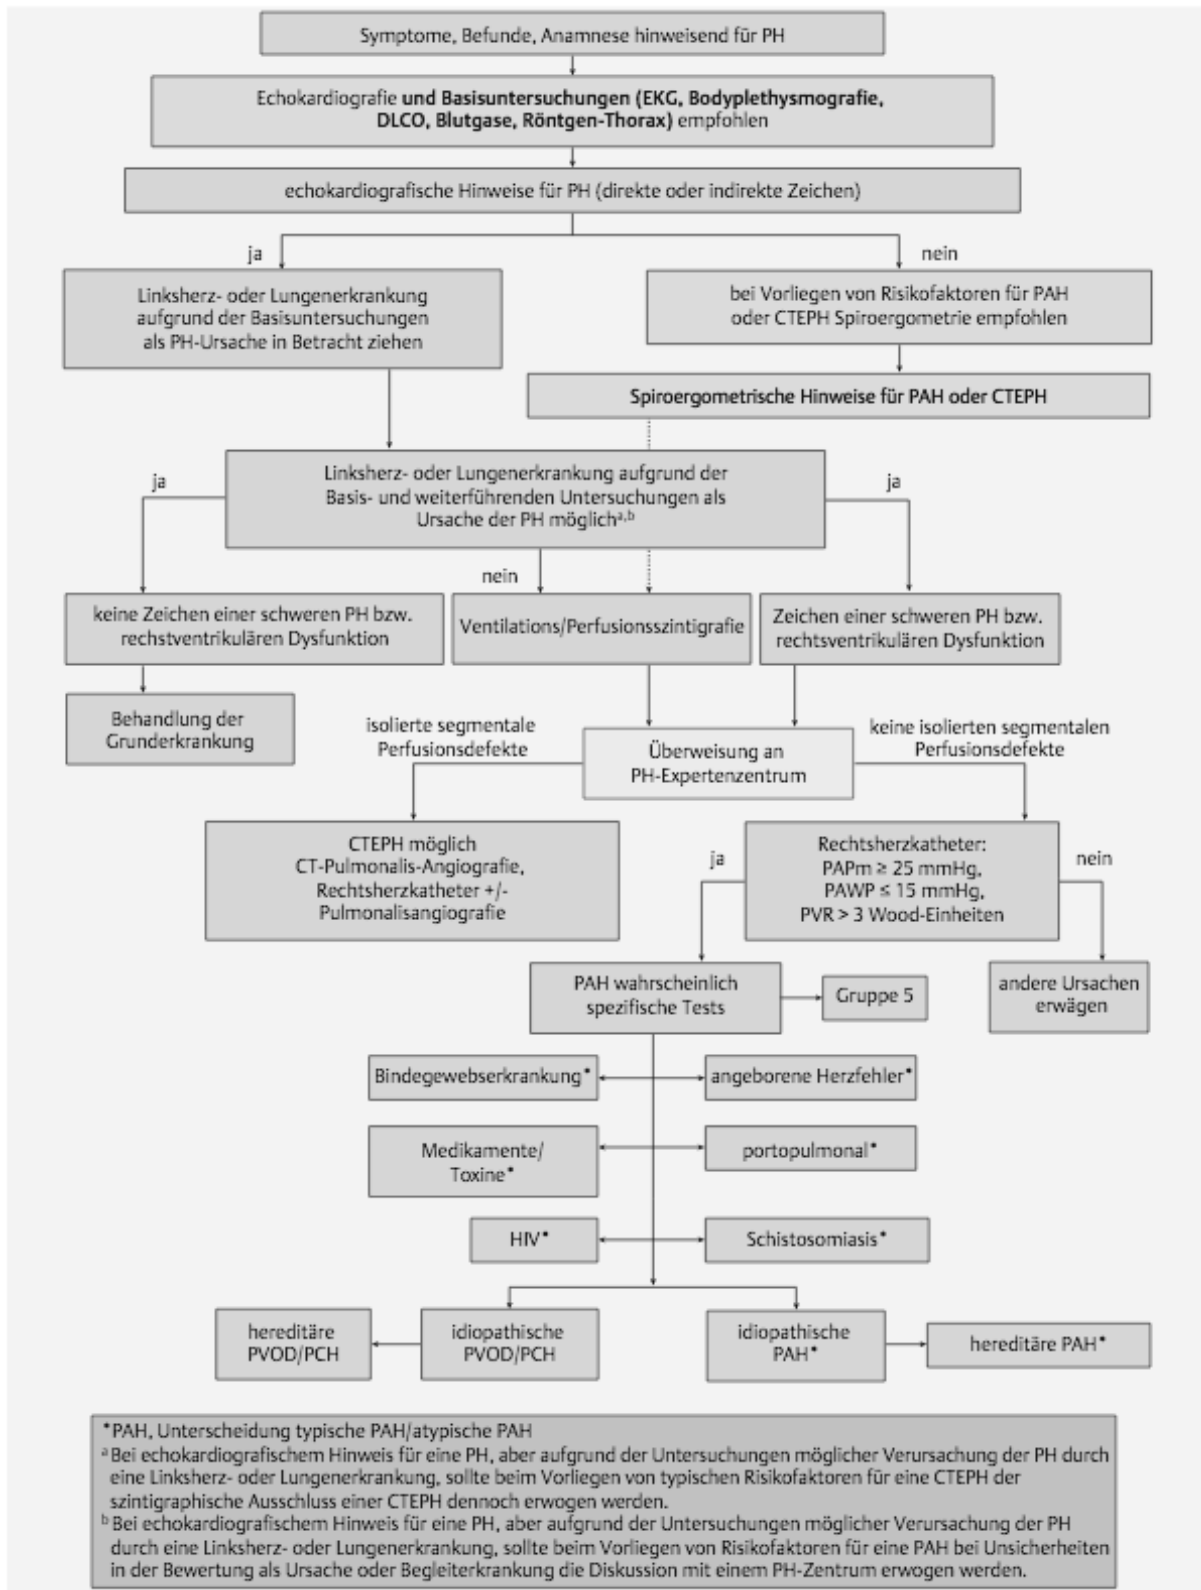 Symptome, Befunde, Anamnese hinweisend für PH
Echokardiografie und Basisuntersuchungen (EKG, Bodyplethysmografie,
DLCO, Blutgase, Röntgen-Thorax) empfohlen
echokardiografische Hinweise für PH (direkte oder indirekte Zeichen)
ja
nein
Linksherz- oder Lungenerkrankung
aufgrund der Basisuntersuchungen
als PH-Ursache in Betracht ziehen
bei Vorliegen von Risikofaktoren für PAH
oder CTEPH Spiroergometrie empfohlen
Spiroergometrische Hinweise für PAH oder CTEPH
ja
Linksherz- oder Lungenerkrankung aufgrund der
Basis- und weiterführenden Untersuchungen als
Ursache der PH möglich a,b
ja
nein
keine Zeichen einer schweren PH bzw.
rechstventrikulären Dysfunktion
Ventilations/Perfusionsszintigrafie
Zeichen einer schweren PH bzw.
rechtsventrikulären Dysfunktion
Behandlung der
Grunderkrankung
isolierte segmentale
Perfusionsdefekte
Überweisung an
PH-Expertenzentrum
keine isolierten segmentalen
Perfusionsdefekte
CTEPH möglich
CT-Pulmonalis-Angiografie,
Rechtsherzkatheter +/-
Pulmonalisangiografie
ja
Rechtsherzkatheter:
PAPm ≥ 25 mmHg,
PAWP ≤ 15 mmHg,
PVR > 3 Wood-Einheiten
nein
PAH wahrscheinlich
spezifische Tests
Gruppe 5
andere Ursachen
erwägen
Bindegewebserkrankung*
angeborene Herzfehler*
Medikamente/
Toxine*
portopulmonal*
HIV*
Schistosomiasis*
hereditäre
PVOD/PCH
idiopathische
PVOD/PCH
idiopathische
PAH*
hereditäre PAH*
*PAH, Unterscheidung typische PAH/atypische PAH
a Bei echokardiografischem Hinweis für eine PH, aber aufgrund der Untersuchungen möglicher Verursachung der PH durch
eine Linksherz- oder Lungenerkrankung, sollte beim Vorliegen von typischen Risikofaktoren für eine CTEPH der
szintigraphische Ausschluss einer CTEPH dennoch erwogen werden.
b Bei echokardiografischem Hinweis für eine PH, aber aufgrund der Untersuchungen möglicher Verursachung der PH
durch eine Linksherz- oder Lungenerkrankung, sollte beim Vorliegen von Risikofaktoren für eine PAH bei Unsicherheiten
in der Bewertung als Ursache oder Begleiterkrankung die Diskussion mit einem PH-Zentrum erwogen werden.